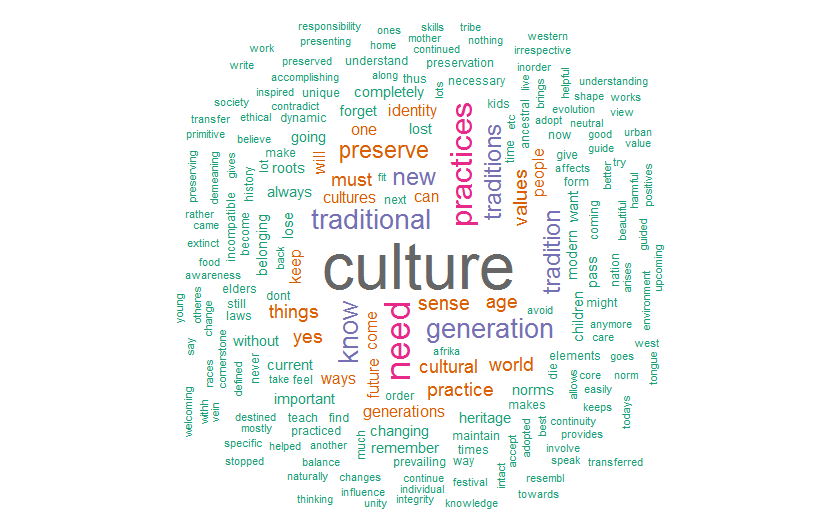 responsibility ones skills tribe
presenting home mother nothing western
work preserved continued irrespective
write accomplishing understand along thus preservation inorder
inspired unique completely lots necessary live brings helpful understanding
society contradict forget identity kids ancestral shape works
transfer ethical dynamic one lost etc adopt evolution view
primitive believe going practices traditions time now neutral good urban
preserving demeaning gives lot make will preserve people give guide value
history roots must fit new values affects better try
always cultures next can form harmful positives
rather incompatible become belonging lose traditional want beautiful
came modern coming guided
extinct back keep culture tradition pass nation arises upcoming
food
awareness elders dont sense age might environment
young otheres change still things know need avoid children anymore
laws yes come generation care west
say cornerstone without afrika elements goes tongue
races never current future cultural world die core norm
welcoming withh vein defined take feel ways practice allows easily
important order norms keeps todays
generations makes
destined teach find heritage best continuity
mostly practiced changing maintain adopted provides
specific helped another much remember times accept involve
stopped balance prevailing way intact speak transferred
naturally changes continue festival resembl
thinking influence individual towards
unity integrity knowledge